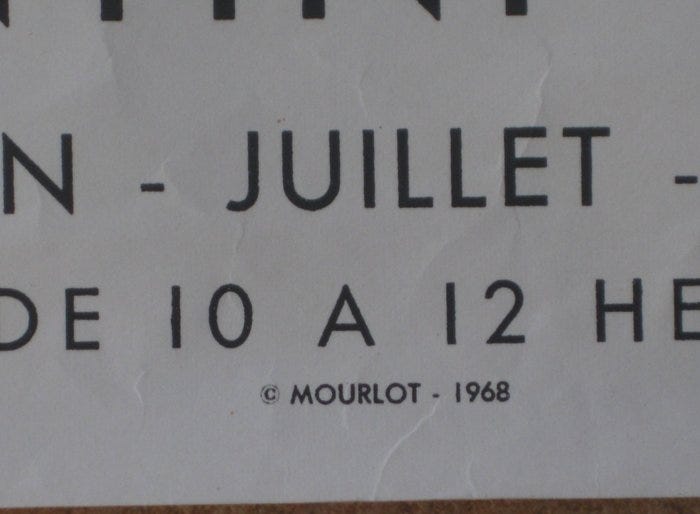 N - JUILLET -
DE 10 A 12 HE
© MOURLOT - 1968